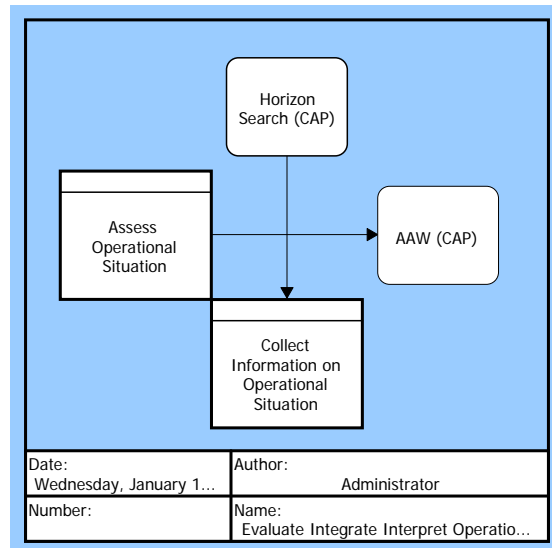 Horizon
Search (CAP)
Assess
Operational
Situation
AAW (CAP)
Collect
Information on
Operational
Situation
Date:
Wednesday, January 1...
Author:
Administrator
Number:
Name:
Evaluate Integrate Interpret Operatio...